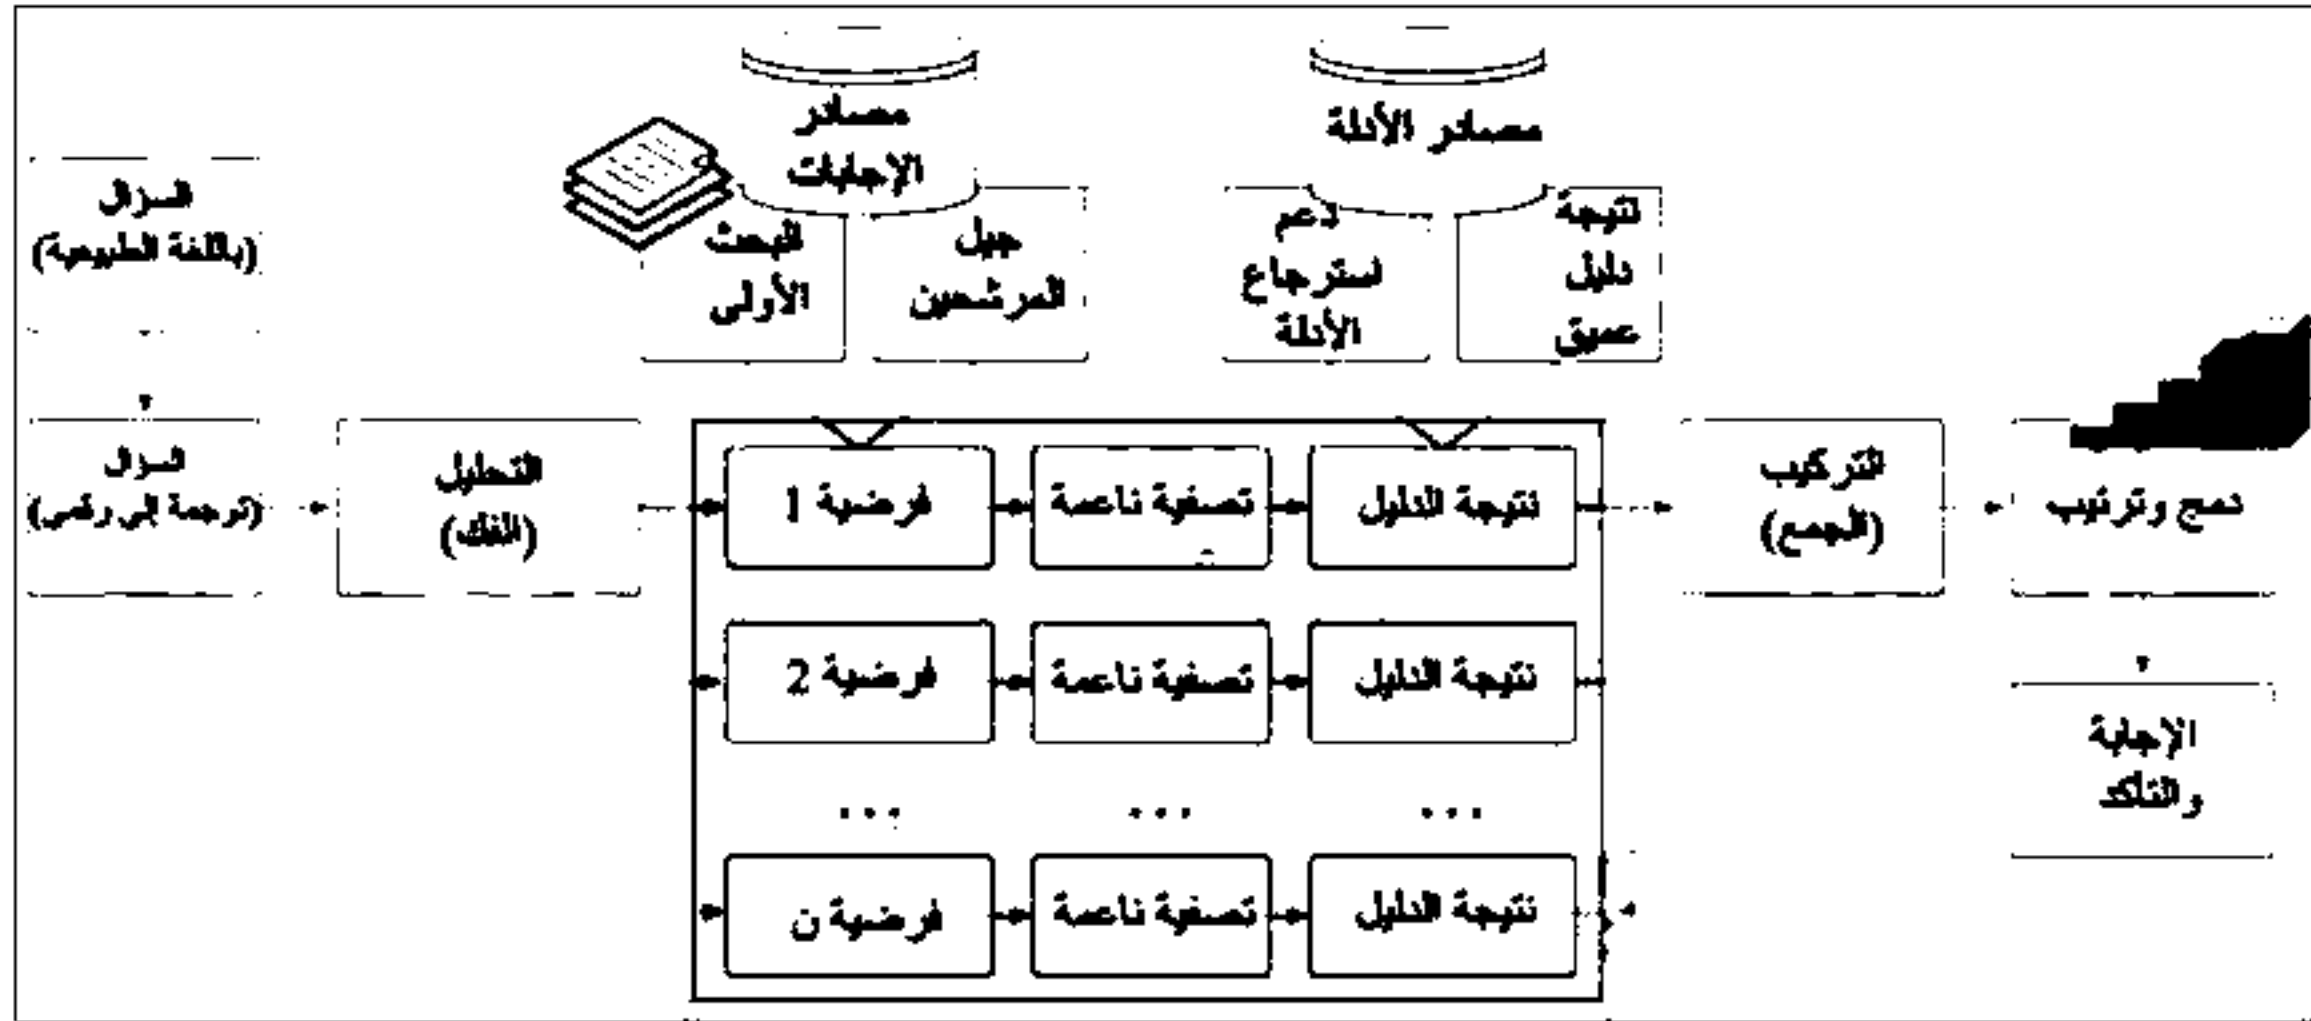 مصادر
الإجابات
مصادر الأدلة
السؤال
(باللغة الطبيعية)
البحث
الأولى
جيل
المرشحين
دعم
استرجاع
الأدلة
نتيجة
دليل
عميق
السؤال
(ترجمة إلى رقمى)
التحليل
(الفك)
فرضية 1
تصفية ناعمة
نتيجة الدليل
التركيب
(الجمع)
دمج وترتيب
فرضية 2
تصفية ناعمة
نتيجة الدليل
الإجابة
والتأكد
...
...
...
فرضية ن
تصفية ناعمة
نتيجة الدليل